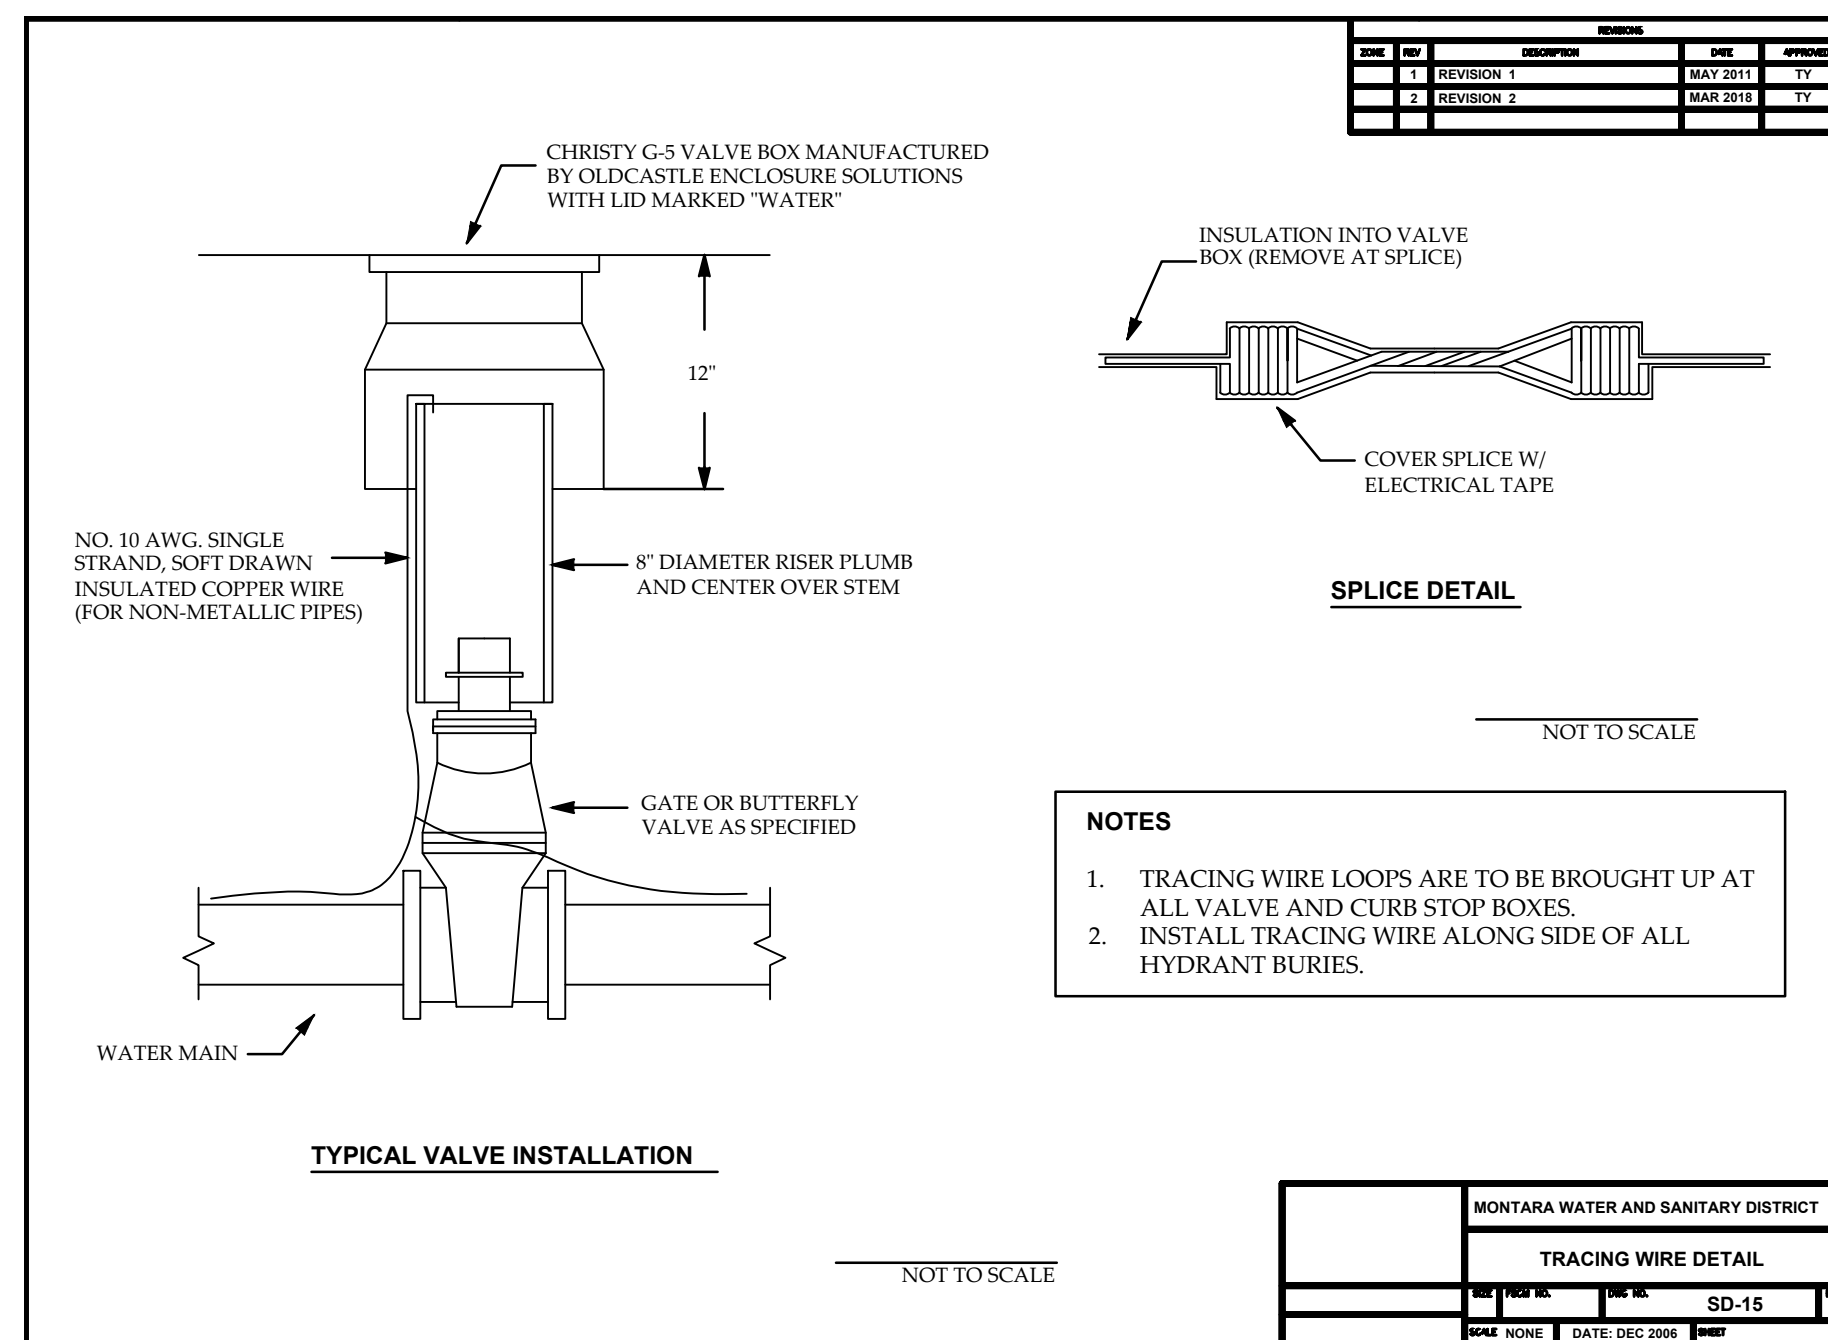 REVISIONS
ZONE REV DESCRIPTION DATE APPROVED
1 REVISION 1 MAY 2011 TY
2 REVISION 2 MAR 2018 TY
CHRISTY G-5 VALVE BOX MANUFACTURED
BY OLDCASTLE ENCLOSURE SOLUTIONS
WITH LID MARKED "WATER"
12"
NO. 10 AWG. SINGLE
STRAND, SOFT DRAWN
INSULATED COPPER WIRE
(FOR NON-METALLIC PIPES)
8" DIAMETER RISER PLUMB
AND CENTER OVER STEM
GATE OR BUTTERFLY
VALVE AS SPECIFIED
WATER MAIN
TYPICAL VALVE INSTALLATION
NOT TO SCALE
INSULATION INTO VALVE
BOX (REMOVE AT SPLICE)
COVER SPLICE W/
ELECTRICAL TAPE
SPLICE DETAIL
NOT TO SCALE
NOTES
1. TRACING WIRE LOOPS ARE TO BE BROUGHT UP AT
ALL VALVE AND CURB STOP BOXES.
2. INSTALL TRACING WIRE ALONG SIDE OF ALL
HYDRANT BURIES.
MONTARA WATER AND SANITARY DISTRICT
TRACING WIRE DETAIL
SIZE FSCM NO. DWG NO. SD-15
SCALE NONE DATE: DEC 2006 SHEET